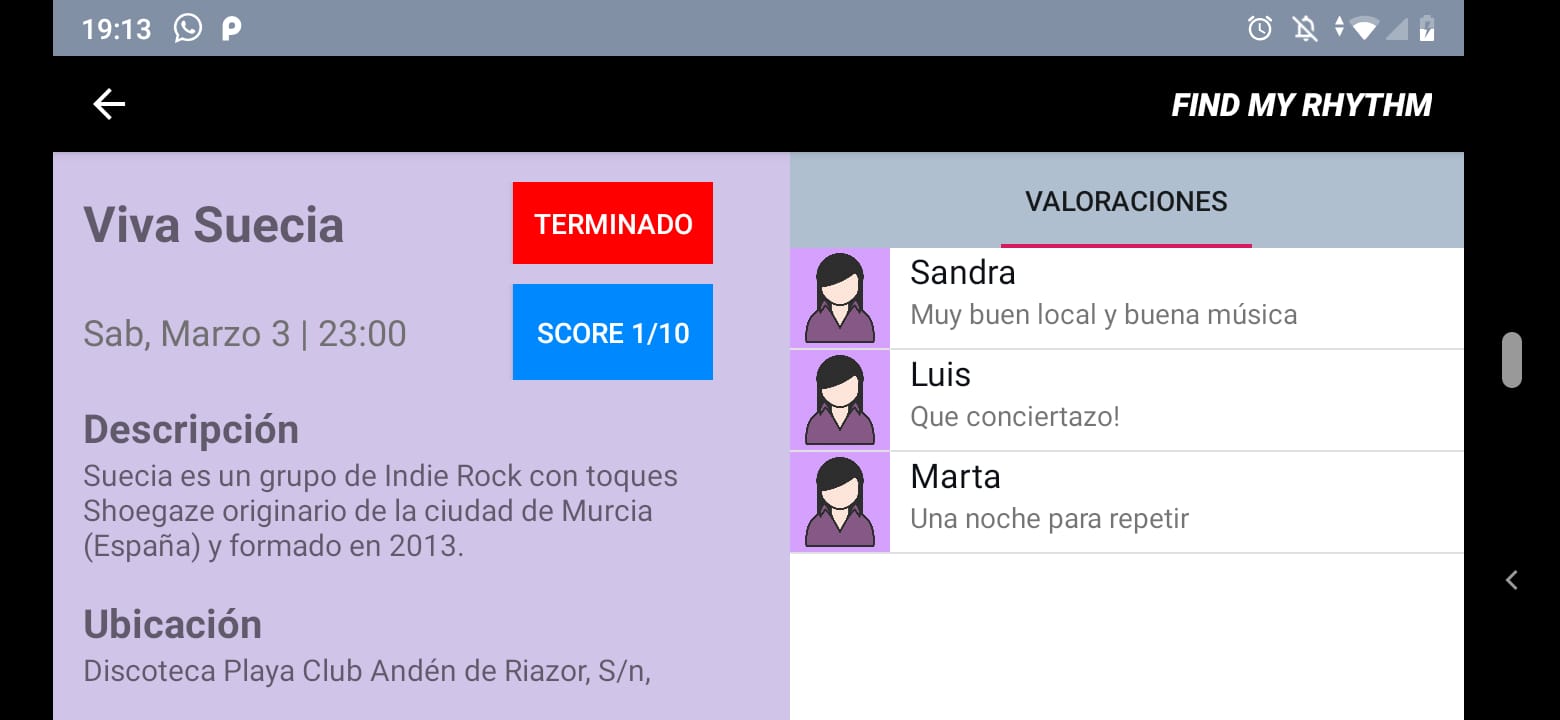 19:13
FIND MY RHYTHM
Viva Suecia
TERMINADO
Sab, Marzo 3 | 23:00
SCORE 1/10
Descripción
Suecia es un grupo de Indie Rock con toques
Shoegaze originario de la ciudad de Murcia
(España) y formado en 2013.
Ubicación
Discoteca Playa Club Andén de Riazor, S/n,
VALORACIONES
Sandra
Muy buen local y buena música
Luis
Que conciertazo!
Marta
Una noche para repetir